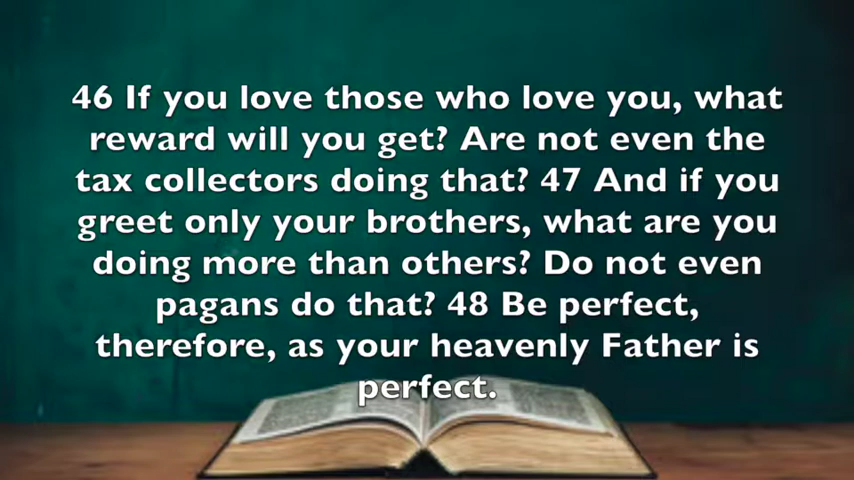 46 If you love those who love you, what
reward will you get? Are not even the
tax collectors doing that? 47 And if you
greet only your brothers, what are you
doing more than others? Do not even
pagans do that? 48 Be perfect,
therefore, as your heavenly Father is
perfect.